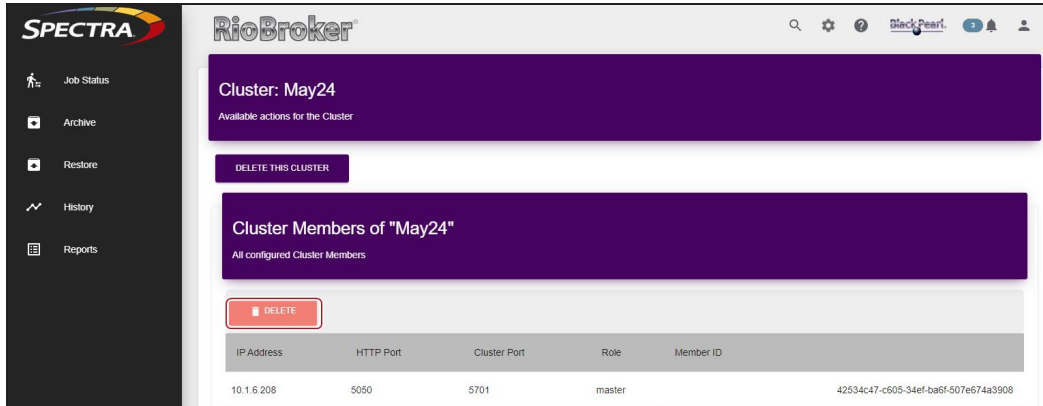 SPECTRA
RioBroker
BlackPearl.
3
Job Status
Archive
Restore
History
Reports
Cluster: May24
Available actions for the Cluster
DELETE THIS CLUSTER
Cluster Members of "May24"
All configured Cluster Members
DELETE
IP Address HTTP Port Cluster Port Role Member ID
10.1.6.208 5050 5701 master 42534c47-c605-34ef-ba6f-507e674a3908